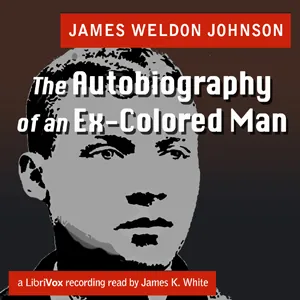 JAMES WELDON JOHNSON
The Autobiography
of an Ex-Colored Man
a LibriVox recording read by James K. White